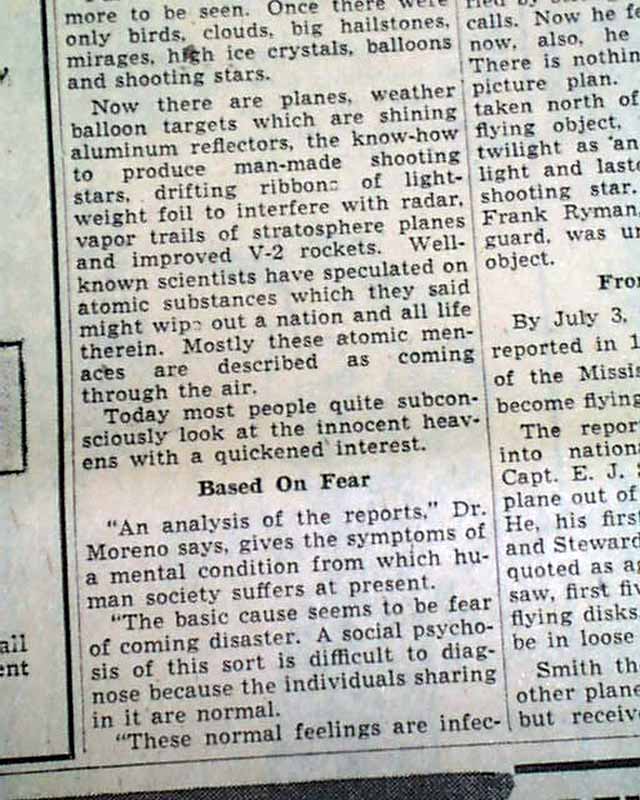 more to be seen. Once there were
only birds, clouds, big hailstones,
mirages, high ice crystals, balloons
and shooting stars.
Now there are planes, weather
balloon targets which are shining
aluminum reflectors, the know-how
to produce man-made shooting
stars, drifting ribbons of light-
weight foil to interfere with radar,
vapor trails of stratosphere planes
and improved V-2 rockets. Well-
known scientists have speculated on
atomic substances which they said
might wipe out a nation and all life
therein. Mostly these atomic men-
aces are described as coming
through the air.
Today most people quite subcon-
sciously look at the innocent heav-
ens with a quickened interest.
Based On Fear
"An analysis of the reports," Dr.
Moreno says, gives the symptoms of
a mental condition from which hu-
man society suffers at present.
"The basic cause seems to be fear
of coming disaster. A social psycho-
sis of this sort is difficult to diag-
nose because the individuals sharing
in it are normal.
"These normal feelings are infec-
calls. Now he fe
now, also, he
There is nothin
picture plan.
taken north of
flying object,
twilight as "an
light and laste
shooting star.
Frank Ryman,
guard, was un
object.
Fro
By July 3,
reported in 1
of the Missis
become flying
The repor
into nation
Capt. E. J. S
plane out of
He, his firs
and Steward
quoted as a
saw, first fiv
flying disks
be in loose
Smith th
other plane
but receive
all
ent